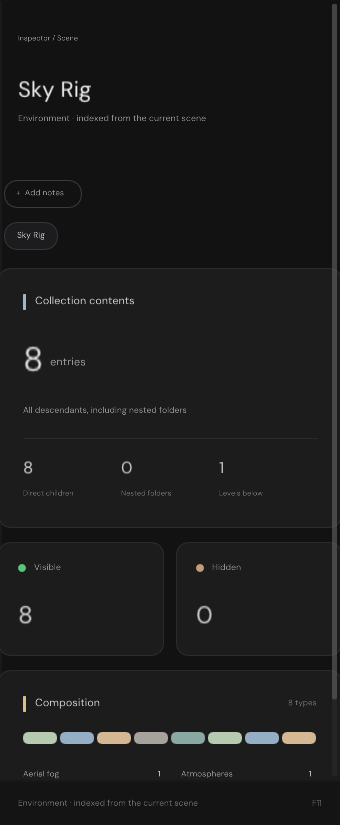 Inspector / Scene
Sky Rig
Environment · indexed from the current scene
+ Add notes
Sky Rig
Collection contents
8 entries
All descendants, including nested folders
8 0 1
Direct children Nested folders Levels below
Visible Hidden
8 0
Composition 8 types
Aerial fog 1 Atmospheres 1
Environment · indexed from the current scene F11